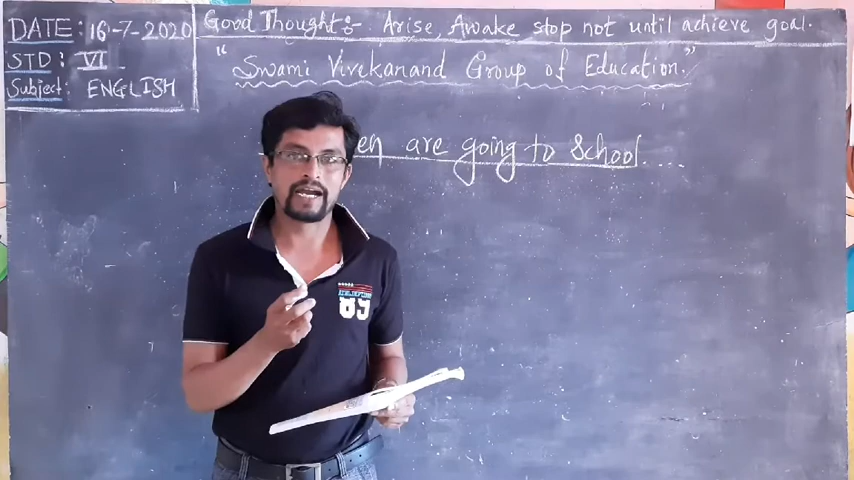 DATE: 16-7-2020
STD: VI
Subject: ENGLISH
Good Thought:- Arise, Awake stop not until achieve goal.
"Swami Vivekanand Group of Education."
en are going to School....
89